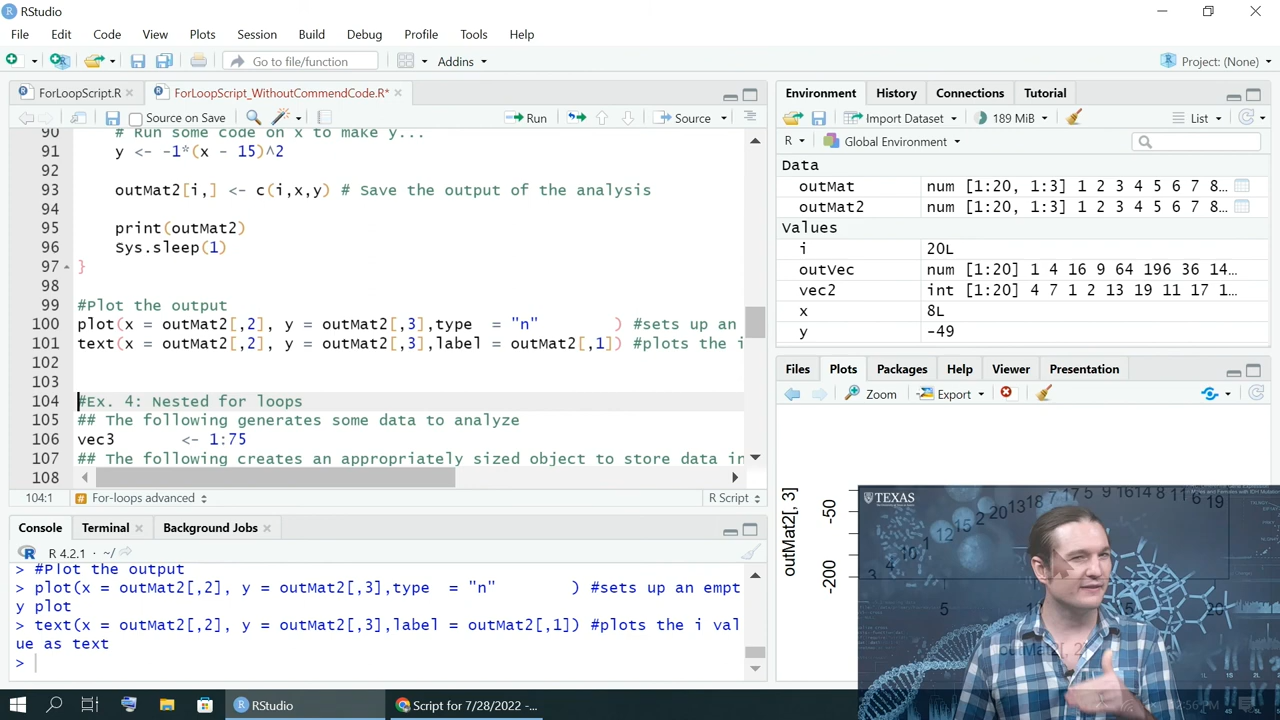 RStudio
File Edit Code View Plots Session Build Debug Profile Tools Help
Go to file/function Addins Project: (None)
ForLoopScript.R ForLoopScript_WithoutCommendCode.R*
Source on Save Run Source
90 # Run some code on x to make y...
91 y <- -1*(x - 15)^2
92
93 outMat2[i,] <- c(i,x,y) # Save the output of the analysis
94
95 print(outMat2)
96 Sys.sleep(1)
97 }
98
99 #Plot the output
100 plot(x = outMat2[,2], y = outMat2[,3],type = "n" ) #sets up an
101 text(x = outMat2[,2], y = outMat2[,3],label = outMat2[,1]) #plots the i
102
103
104 #Ex. 4: Nested for loops
105 ## The following generates some data to analyze
106 vec3 <- 1:75
107 ## The following creates an appropriately sized object to store data in
108
104:1 For-loops advanced R Script
Console Terminal Background Jobs
R 4.2.1 · ~/
> #Plot the output
> plot(x = outMat2[,2], y = outMat2[,3],type = "n" ) #sets up an empt
y plot
> text(x = outMat2[,2], y = outMat2[,3],label = outMat2[,1]) #plots the i val
ue as text
>
Environment History Connections Tutorial
Import Dataset 189 MiB List
R Global Environment
Data
outMat num [1:20, 1:3] 1 2 3 4 5 6 7 8...
outMat2 num [1:20, 1:3] 1 2 3 4 5 6 7 8...
Values
i 20L
outVec num [1:20] 1 4 16 9 64 196 36 14...
vec2 int [1:20] 4 7 1 2 13 19 11 17 1...
x 8L
y -49
Files Plots Packages Help Viewer Presentation
Zoom Export
outMat2[, 3]
-50
-200
TEXAS
5
outMat2[, 2]
RStudio
Script for 7/28/2022 -...